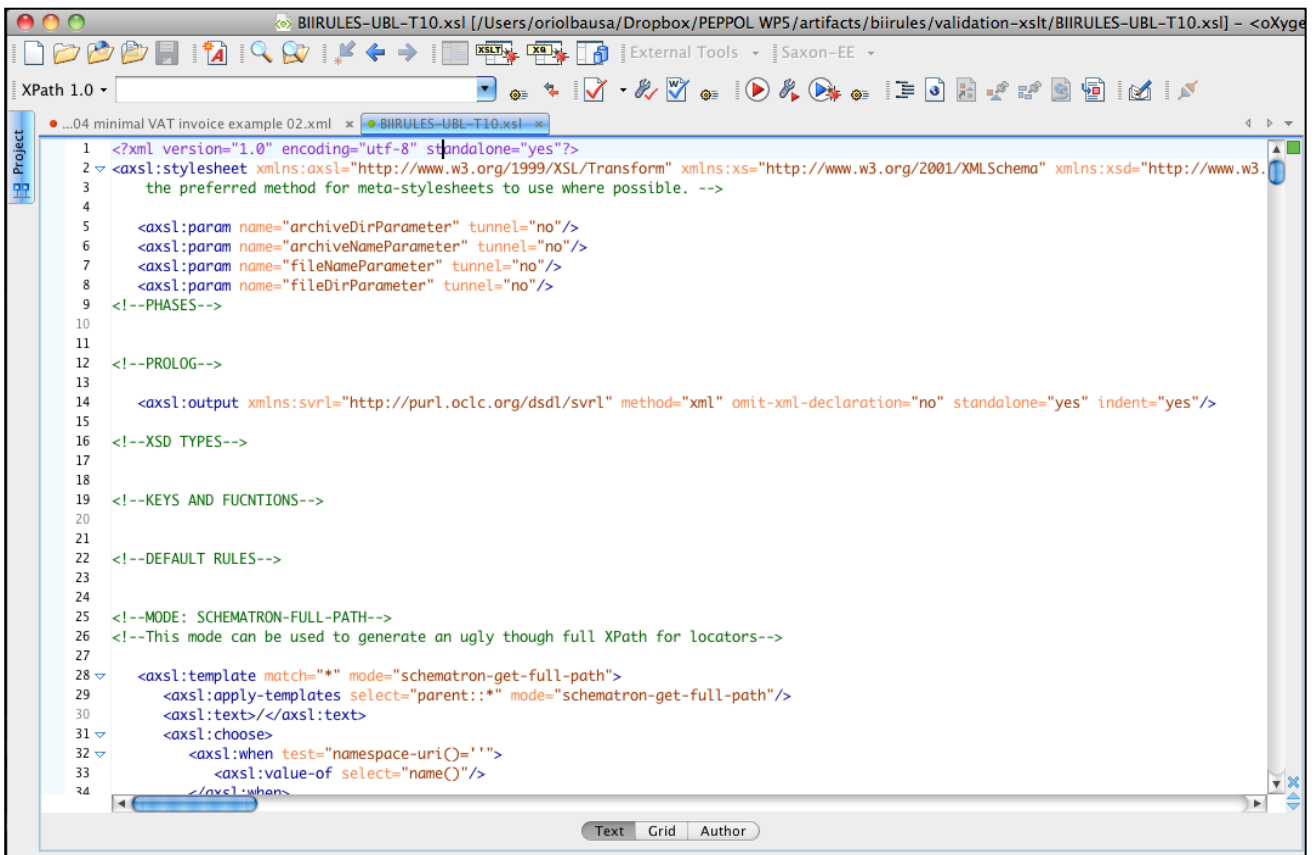 BIIRULES-UBL-T10.xsl [/Users/oriolbausa/Dropbox/PEPPOL WP5/artifacts/biirules/validation-xslt/BIIRULES-UBL-T10.xsl] - <oXyge
XSLT XQ External Tools Saxon-EE
XPath 1.0
...04 minimal VAT invoice example 02.xml x BIIRULES-UBL-T10.xsl x
Project
1 <?xml version="1.0" encoding="utf-8" standalone="yes"?>
2 <axsl:stylesheet xmlns:axsl="http://www.w3.org/1999/XSL/Transform" xmlns:xs="http://www.w3.org/2001/XMLSchema" xmlns:xsd="http://www.w3.
3 the preferred method for meta-stylesheets to use where possible. -->
4
5 <axsl:param name="archiveDirParameter" tunnel="no"/>
6 <axsl:param name="archiveNameParameter" tunnel="no"/>
7 <axsl:param name="fileNameParameter" tunnel="no"/>
8 <axsl:param name="fileDirParameter" tunnel="no"/>
9 <!--PHASES-->
10
11
12 <!--PROLOG-->
13
14 <axsl:output xmlns:svrl="http://purl.oclc.org/dsdl/svrl" method="xml" omit-xml-declaration="no" standalone="yes" indent="yes"/>
15
16 <!--XSD TYPES-->
17
18
19 <!--KEYS AND FUCNTIONS-->
20
21
22 <!--DEFAULT RULES-->
23
24
25 <!--MODE: SCHEMATRON-FULL-PATH-->
26 <!--This mode can be used to generate an ugly though full XPath for locators-->
27
28 <axsl:template match="*" mode="schematron-get-full-path">
29 <axsl:apply-templates select="parent::*" mode="schematron-get-full-path"/>
30 <axsl:text>/</axsl:text>
31 <axsl:choose>
32 <axsl:when test="namespace-uri()=''">
33 <axsl:value-of select="name()"/>
34 </axsl:when>
Text Grid Author